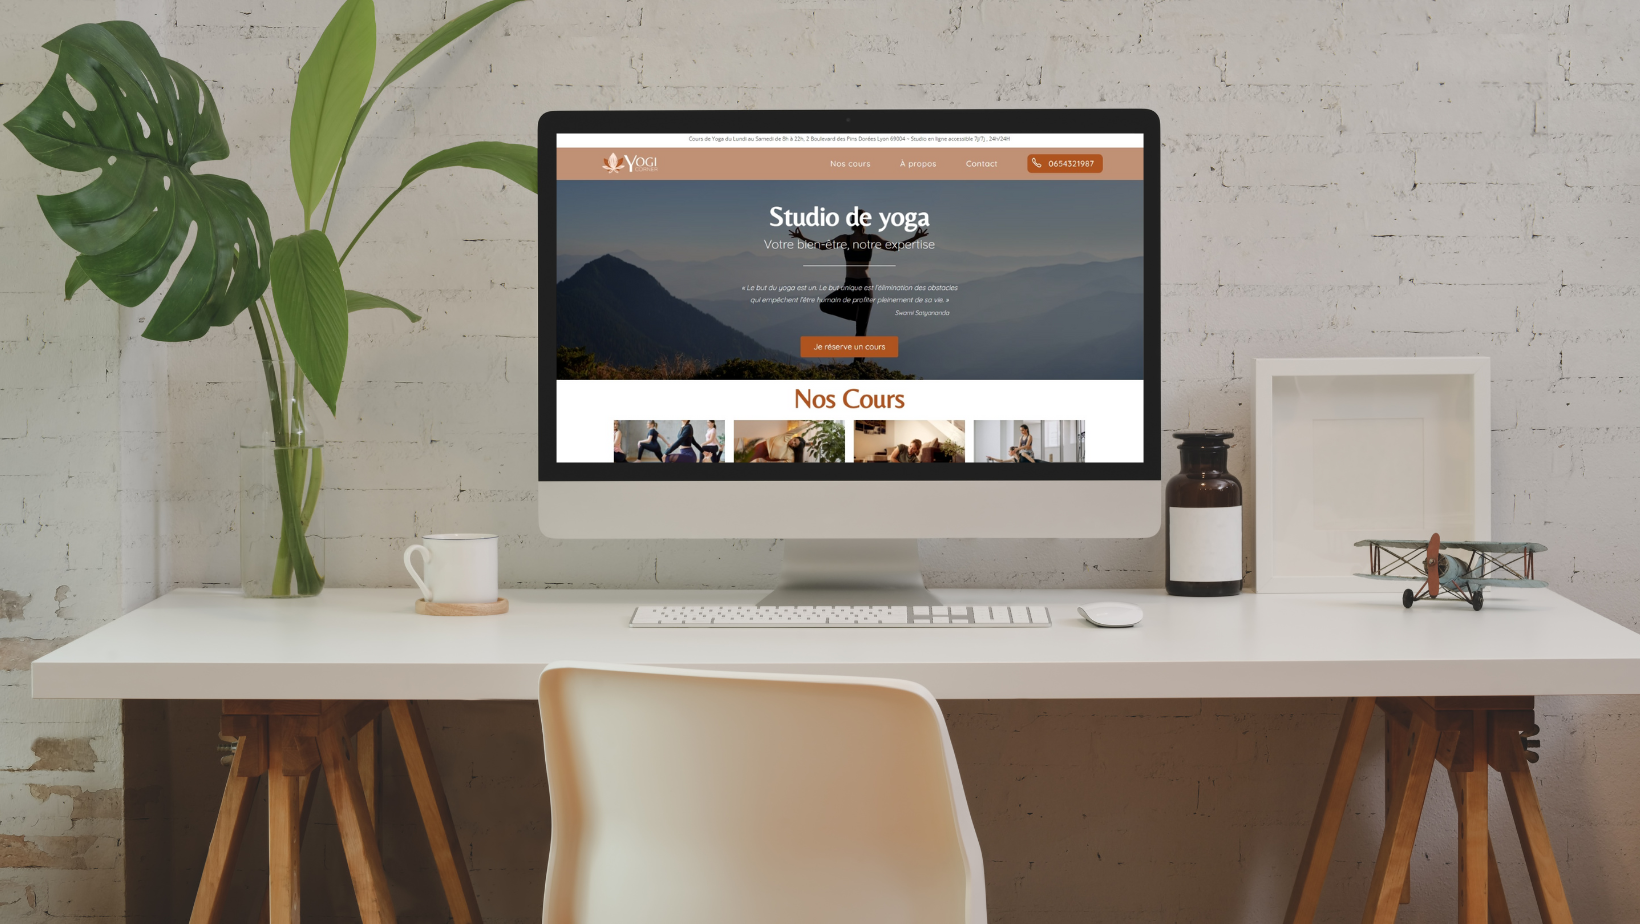 Cours de Yoga du Lundi au Samedi de 8h à 22h, 2 Boulevard des Pins Dorées Lyon 69004 - Studio en ligne accessible 7j/7j , 24h/24H
YOGI
CORNER
Nos cours
À propos
Contact
0654321987
Studio de yoga
Votre bien-être, notre expertise
« Le but du yoga est un. Le but unique est l'élimination des obstacles
qui empêchent l'être humain de profiter pleinement de sa vie. »
Swami Satyananda
Je réserve un cours
Nos Cours